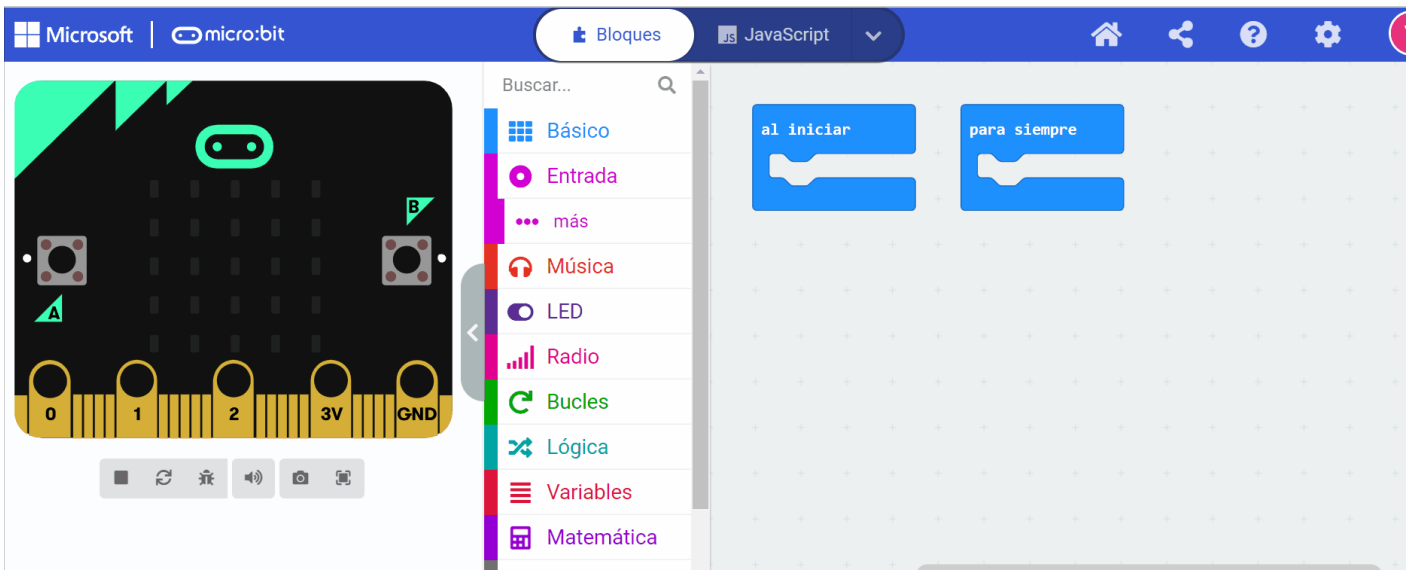 Microsoft | micro:bit
Bloques
JS JavaScript
Buscar...
Básico
Entrada
más
Música
LED
Radio
Bucles
Lógica
Variables
Matemática
al iniciar
para siempre
B
A
0 1 2 3V GND